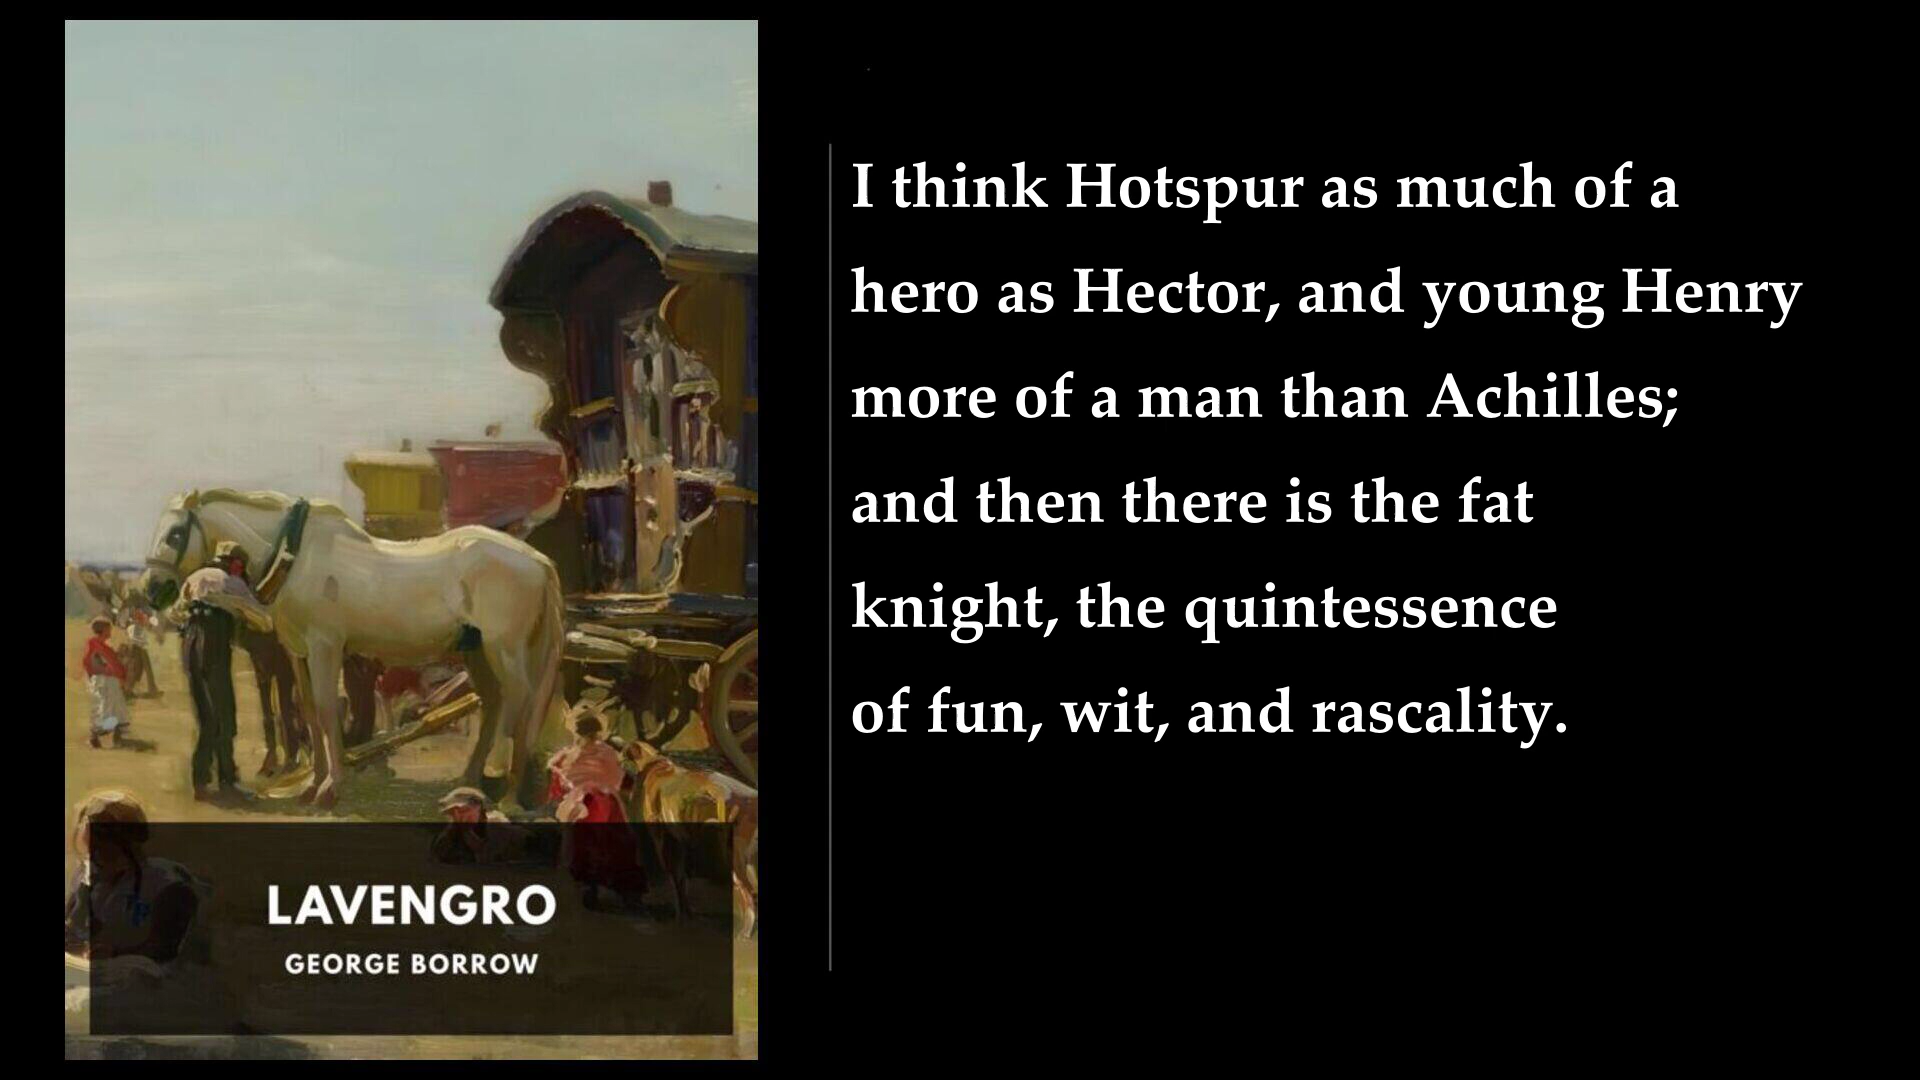 I think Hotspur as much of a
hero as Hector, and young Henry
more of a man than Achilles;
and then there is the fat
knight, the quintessence
of fun, wit, and rascality.
LAVENGRO
GEORGE BORROW